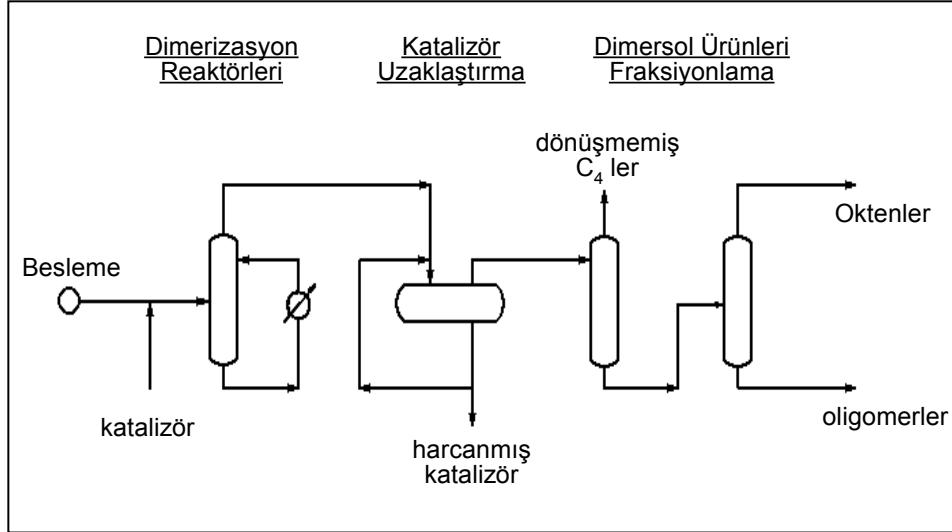 Dimerizasyon
Reaktörleri
Katalizör
Uzaklaştırma
Dimersol Ürünleri
Fraksiyonlama
dönüşmemiş
C₄ ler
Oktenler
Besleme
katalizör
harcanmış
katalizör
oligomerler